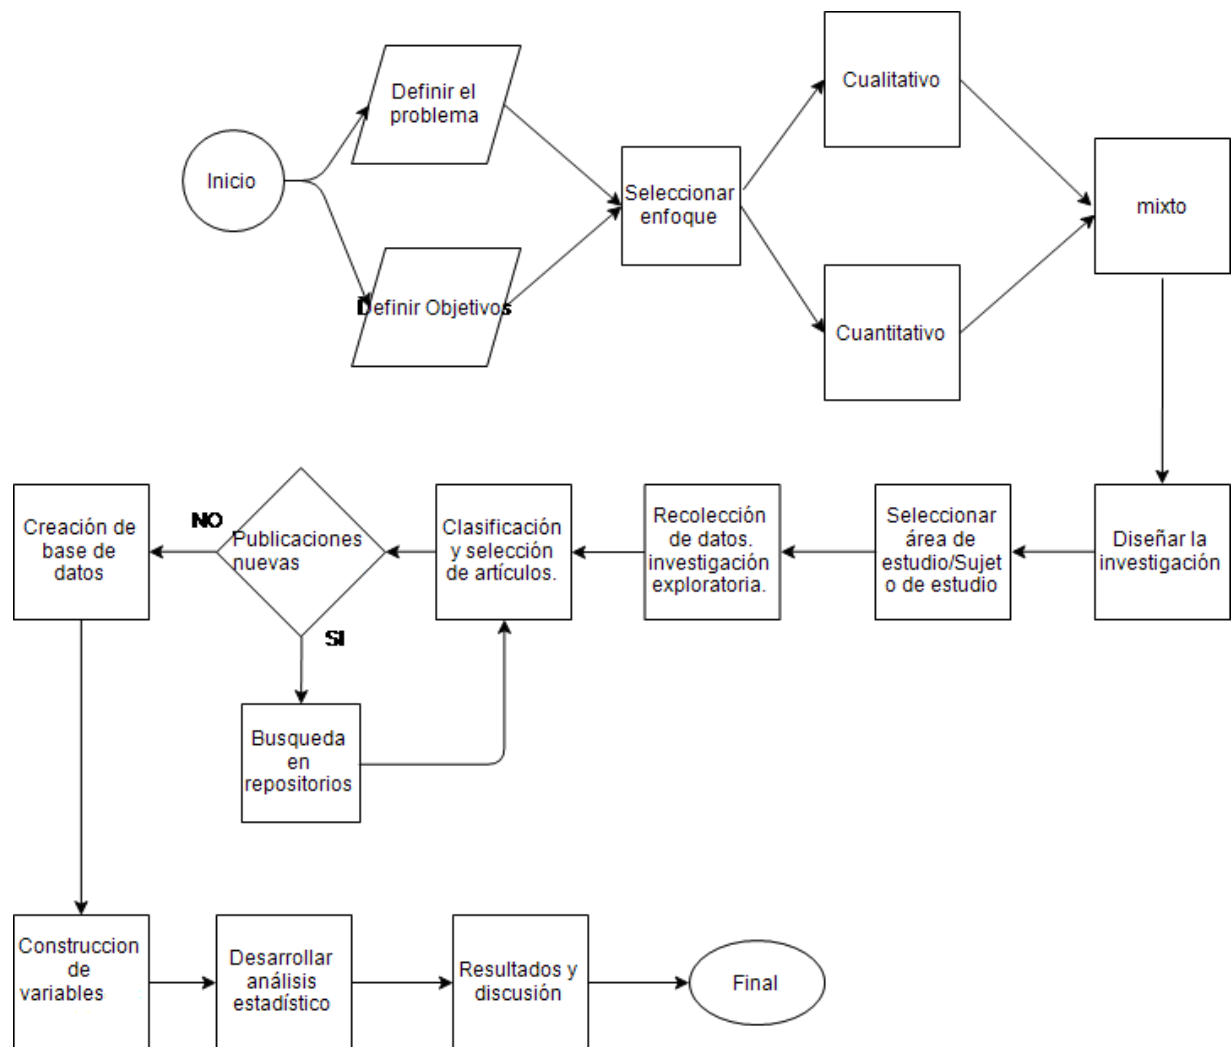 Definir el
problema
Inicio
Definir Objetivos
Seleccionar
enfoque
Cualitativo
Cuantitativo
mixto
Diseñar la
investigación
Seleccionar
área de
estudio/Sujet
o de estudio
Recolección
de datos.
investigación
exploratoria.
Clasificación
y selección
de artículos.
Publicaciones
nuevas
NO
SI
Busqueda
en
repositorios
Creación de
base de
datos
Construccion
de
variables
Desarrollar
análisis
estadístico
Resultados y
discusión
Final